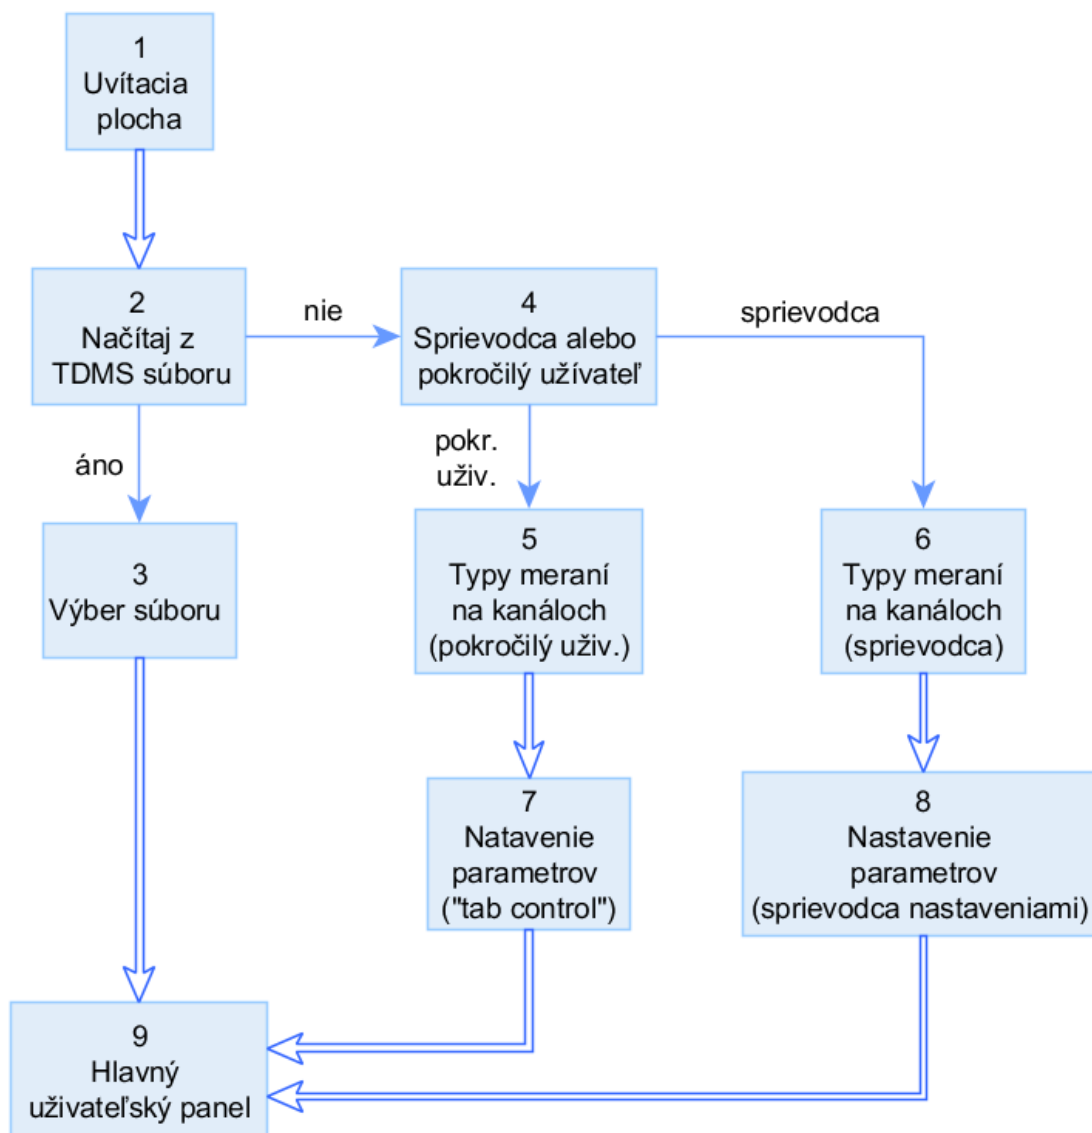 1
Uvítacia
plocha
2
Načítaj z
TDMS súboru
nie
4
Sprievodca alebo
pokročilý užívateľ
sprievodca
áno
pokr.
uživ.
3
Výber súboru
5
Typy meraní
na kanáloch
(pokročilý uživ.)
6
Typy meraní
na kanáloch
(sprievodca)
7
Natavenie
parametrov
("tab control")
8
Nastavenie
parametrov
(sprievodca nastaveniami)
9
Hlavný
uživateľský panel